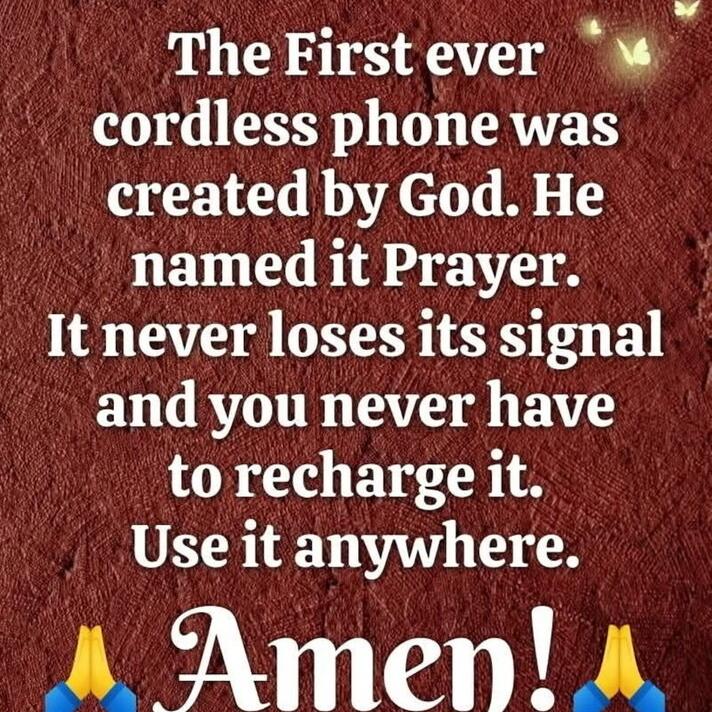 The First ever
cordless phone was
created by God. He
named it Prayer.
It never loses its signal
and you never have
to recharge it.
Use it anywhere.
Amen!